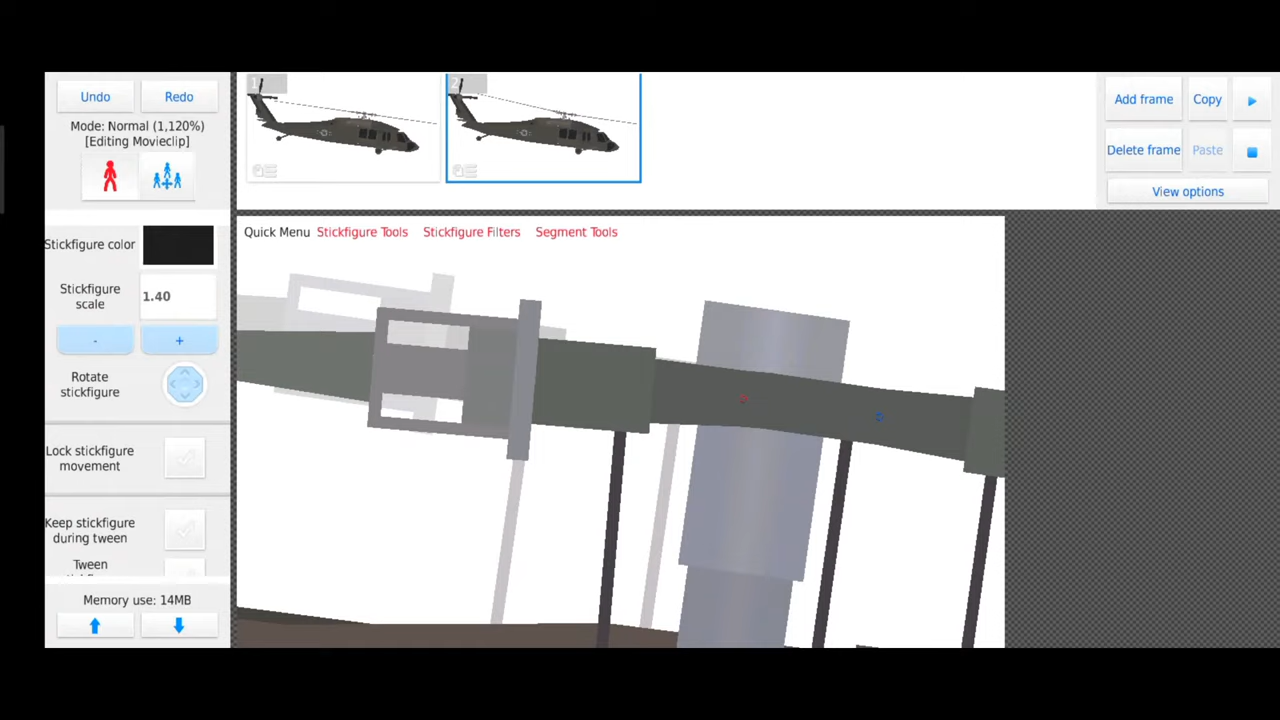 Undo
Redo
Mode: Normal (1,120%)
[Editing Movieclip]
1
2
Add frame
Copy
Delete frame
Paste
View options
Quick Menu
Stickfigure Tools
Stickfigure Filters
Segment Tools
Stickfigure color
Stickfigure
scale
1.40
-
+
Rotate
stickfigure
Lock stickfigure
movement
Keep stickfigure
during tween
Tween
Memory use: 14MB